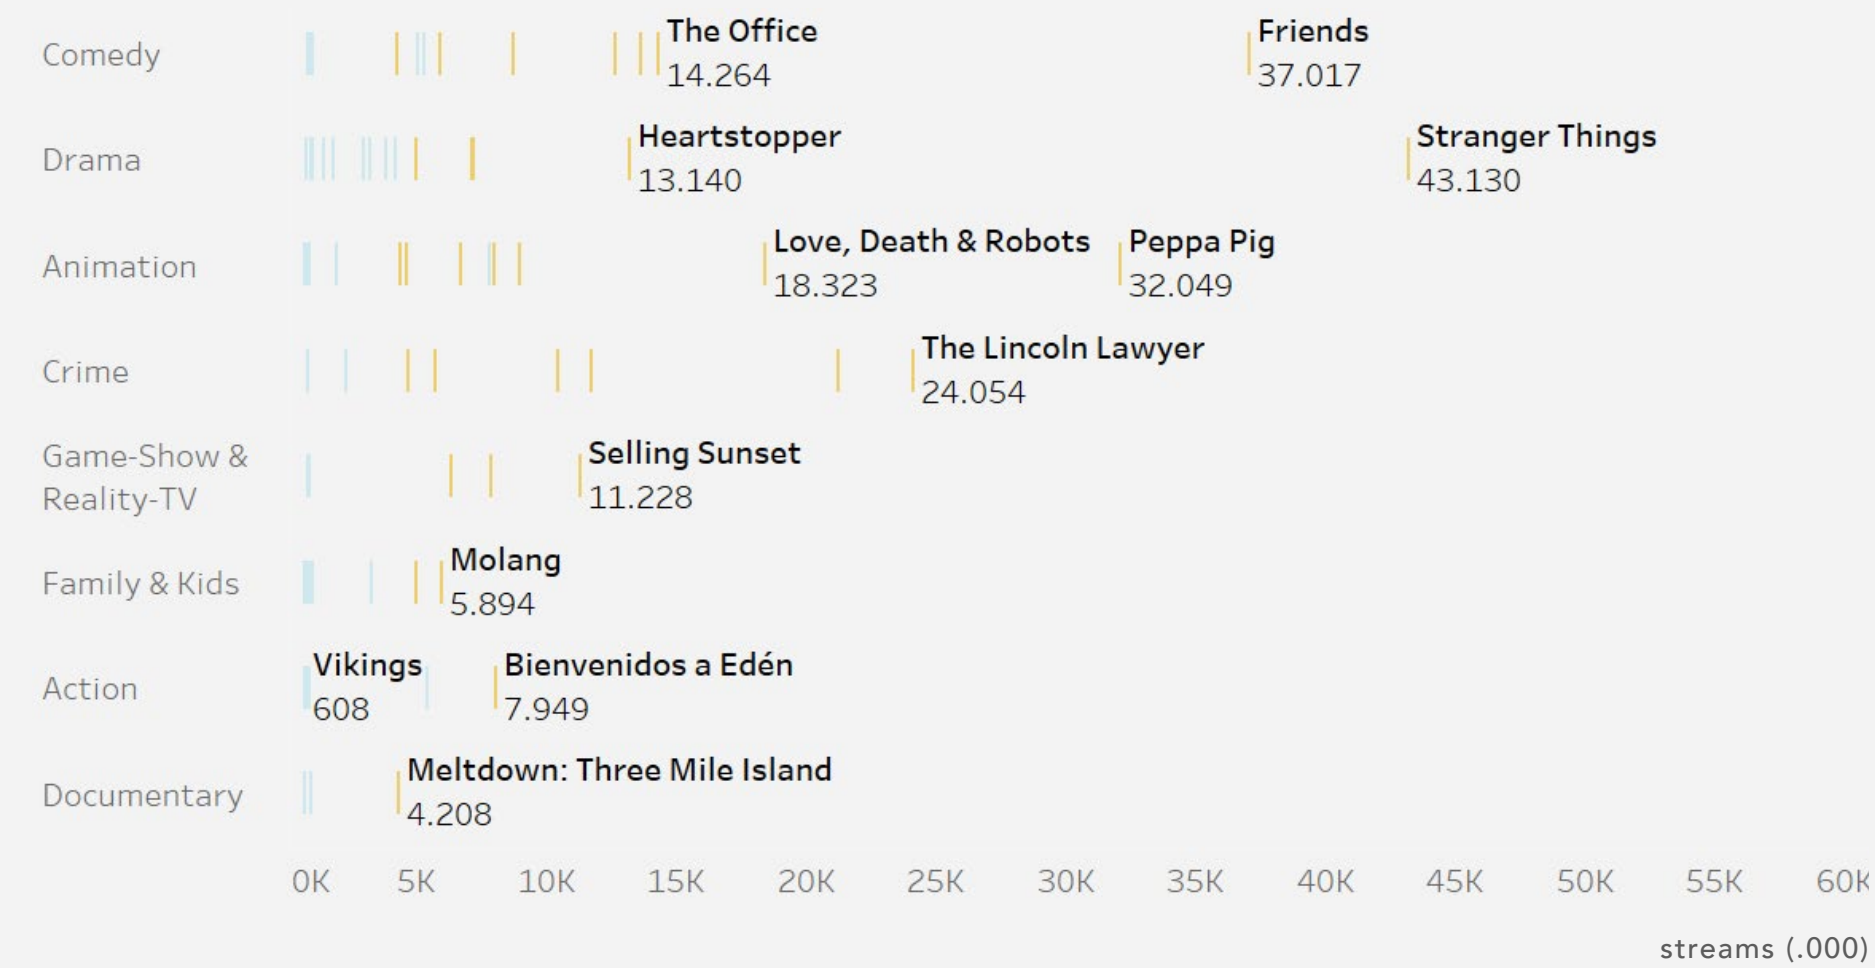 Comedy
The Office
14.264
Friends
37.017
Drama
Heartstopper
13.140
Stranger Things
43.130
Animation
Love, Death & Robots
18.323
Peppa Pig
32.049
Crime
The Lincoln Lawyer
24.054
Game-Show &
Reality-TV
Selling Sunset
11.228
Family & Kids
Molang
5.894
Action
Vikings
608
Bienvenidos a Edén
7.949
Documentary
Meltdown: Three Mile Island
4.208
0K 5K 10K 15K 20K 25K 30K 35K 40K 45K 50K 55K 60K
streams (.000)